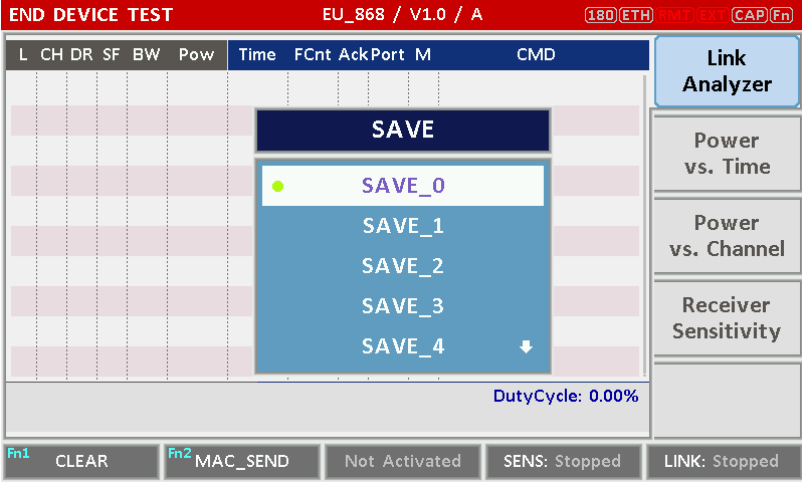 END DEVICE TEST EU_868 / V1.0 / A 180 ETH RMT EXT CAP Fn
L CH DR SF BW Pow Time FCnt Ack Port M CMD
Link
Analyzer
SAVE
Power
vs. Time
SAVE_0
SAVE_1
Power
vs. Channel
SAVE_2
SAVE_3
Receiver
Sensitivity
SAVE_4
DutyCycle: 0.00%
Fn1 CLEAR Fn2 MAC_SEND Not Activated SENS: Stopped LINK: Stopped